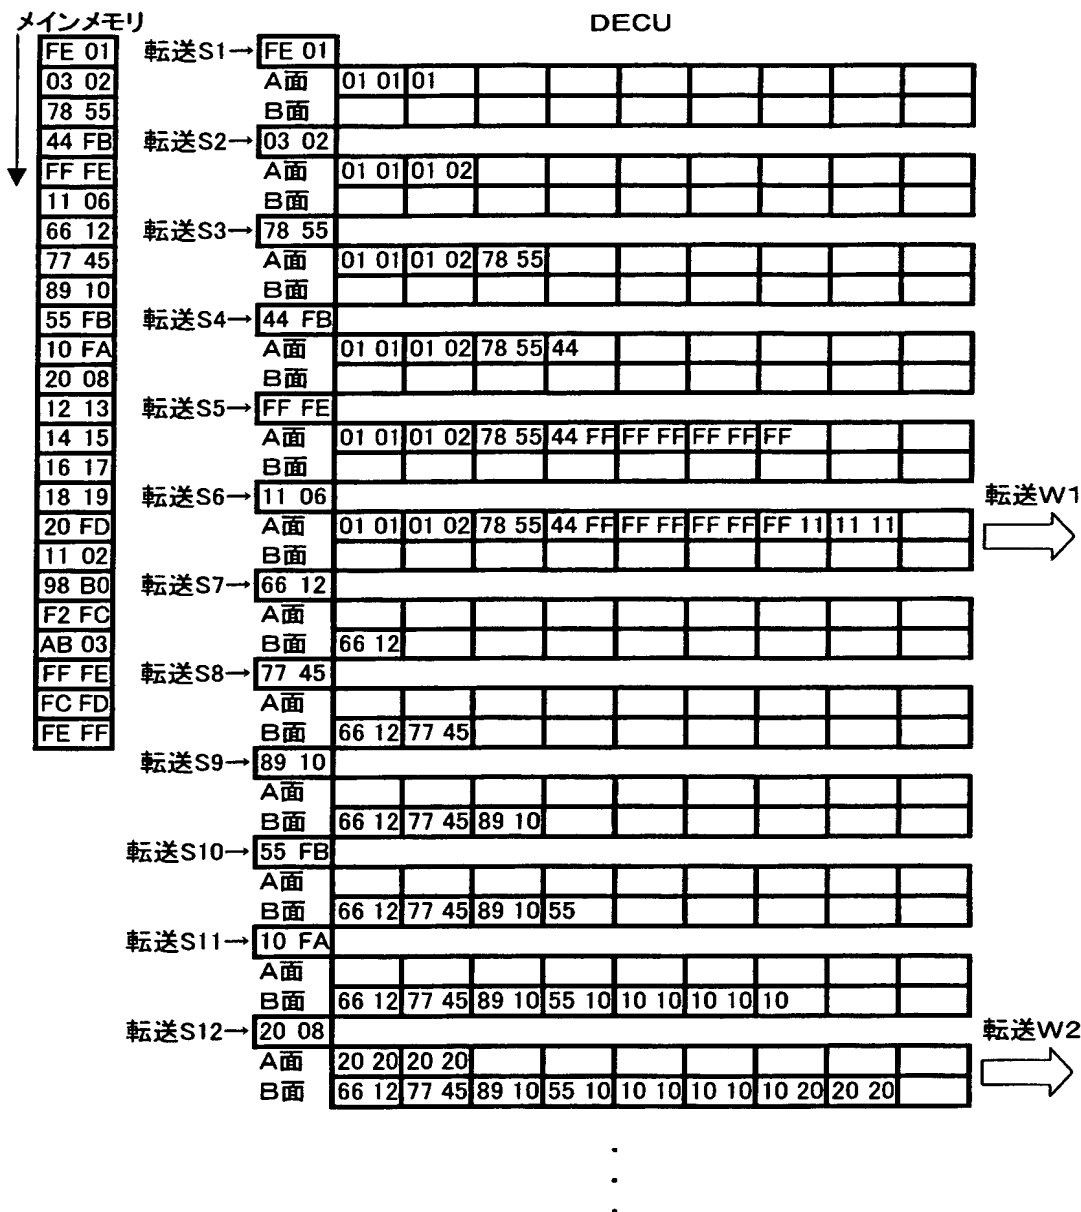 メインメモリ
DECU
FE 01
03 02
78 55
44 FB
FF FE
11 06
66 12
77 45
89 10
55 FB
10 FA
20 08
12 13
14 15
16 17
18 19
20 FD
11 02
98 B0
F2 FC
AB 03
FF FE
FC FD
FE FF
転送S1→ FE 01
A面 01 01 01
B面
転送S2→ 03 02
A面 01 01 01 02
B面
転送S3→ 78 55
A面 01 01 01 02 78 55
B面
転送S4→ 44 FB
A面 01 01 01 02 78 55 44
B面
転送S5→ FF FE
A面 01 01 01 02 78 55 44 FF FF FF FF FF FF
B面
転送S6→ 11 06 転送W1
A面 01 01 01 02 78 55 44 FF FF FF FF FF FF 11 11 11
B面
転送S7→ 66 12
A面
B面 66 12
転送S8→ 77 45
A面
B面 66 12 77 45
転送S9→ 89 10
A面
B面 66 12 77 45 89 10
転送S10→ 55 FB
A面
B面 66 12 77 45 89 10 55
転送S11→ 10 FA
A面
B面 66 12 77 45 89 10 55 10 10 10 10 10 10
転送S12→ 20 08 転送W2
A面 20 20 20 20
B面 66 12 77 45 89 10 55 10 10 10 10 10 10 20 20 20